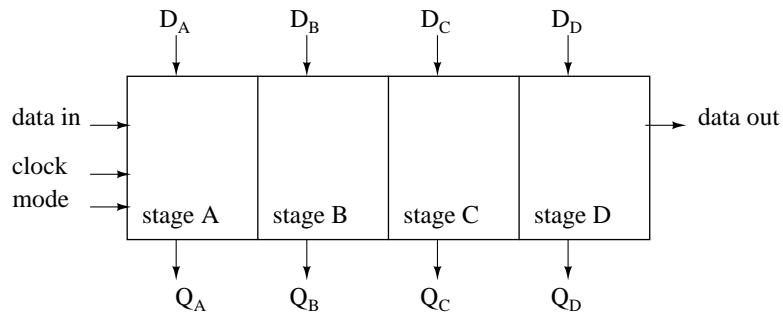 D_A D_B D_C D_D
data in data out
clock
mode
stage A stage B stage C stage D
Q_A Q_B Q_C Q_D